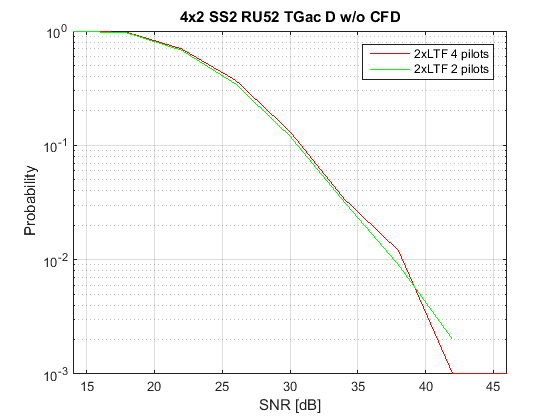 4x2 SS2 RU52 TGac D w/o CFD
2xLTF 4 pilots
2xLTF 2 pilots
10^0
10^-1
10^-2
10^-3
Probability
15 20 25 30 35 40 45
SNR [dB]